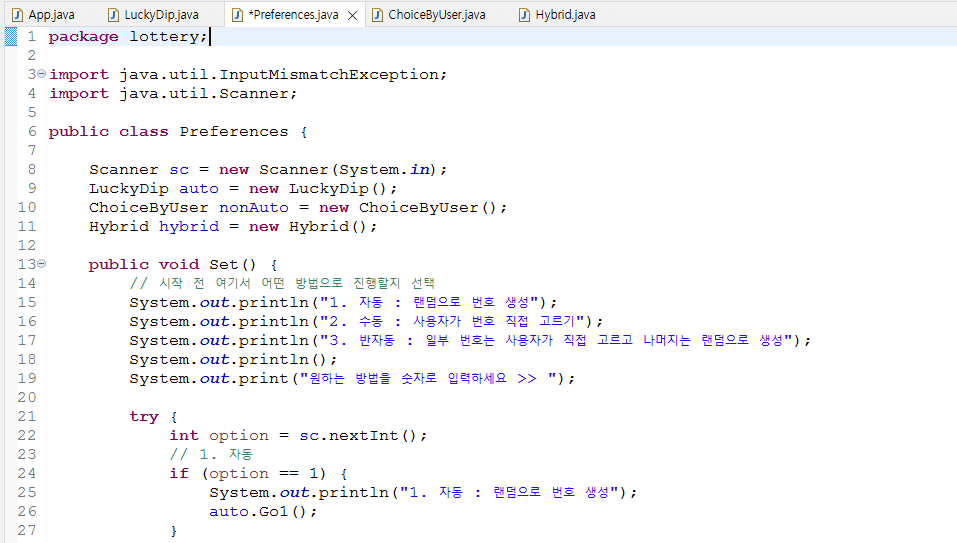 App.java LuckyDip.java *Preferences.java ChoiceByUser.java Hybrid.java
1 package lottery;
2
3 import java.util.InputMismatchException;
4 import java.util.Scanner;
5
6 public class Preferences {
7
8 Scanner sc = new Scanner(System.in);
9 LuckyDip auto = new LuckyDip();
10 ChoiceByUser nonAuto = new ChoiceByUser();
11 Hybrid hybrid = new Hybrid();
12
13 public void Set() {
14 // 시작 전 여기서 어떤 방법으로 진행할지 선택
15 System.out.println("1. 자동 : 랜덤으로 번호 생성");
16 System.out.println("2. 수동 : 사용자가 번호 직접 고르기");
17 System.out.println("3. 반자동 : 일부 번호는 사용자가 직접 고르고 나머지는 랜덤으로 생성");
18 System.out.println();
19 System.out.print("원하는 방법을 숫자로 입력하세요 >> ");
20
21 try {
22 int option = sc.nextInt();
23 // 1. 자동
24 if (option == 1) {
25 System.out.println("1. 자동 : 랜덤으로 번호 생성");
26 auto.Go1();
27 }